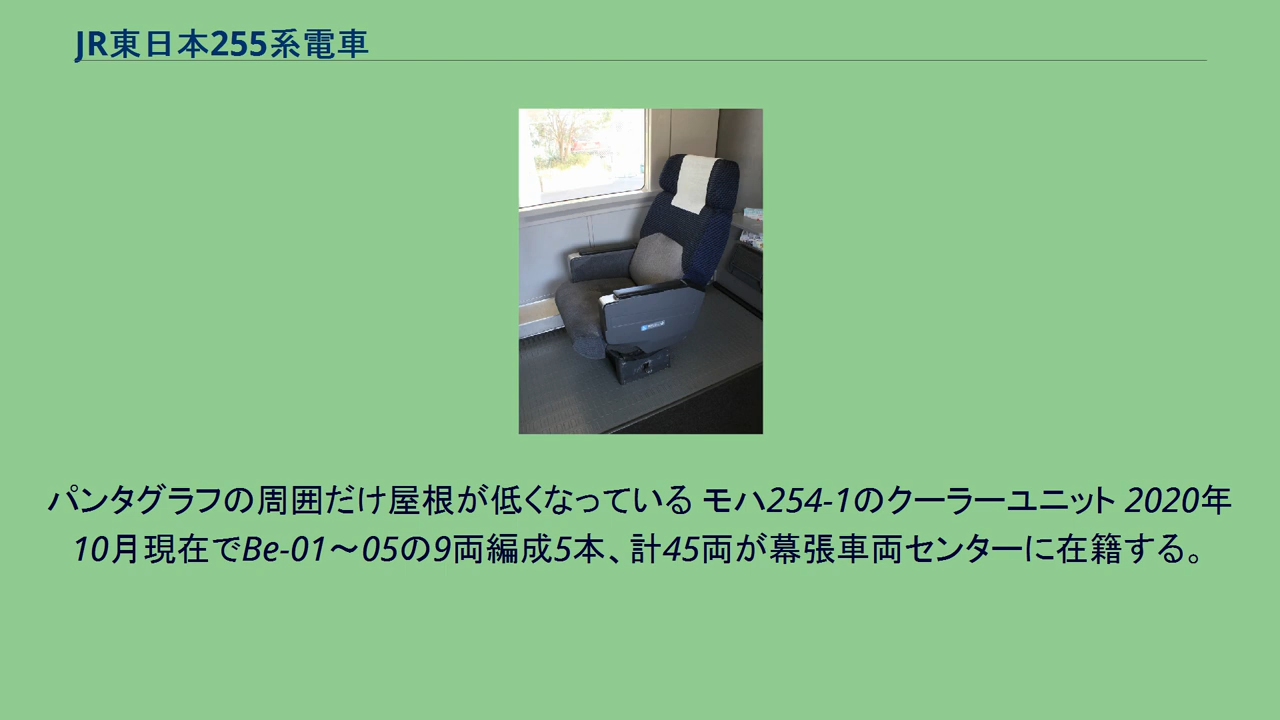 JR東日本255系電車
パンタグラフの周囲だけ屋根が低くなっている モハ254-1のクーラーユニット 2020年
10月現在でBe-01～05の9両編成5本、計45両が幕張車両センターに在籍する。